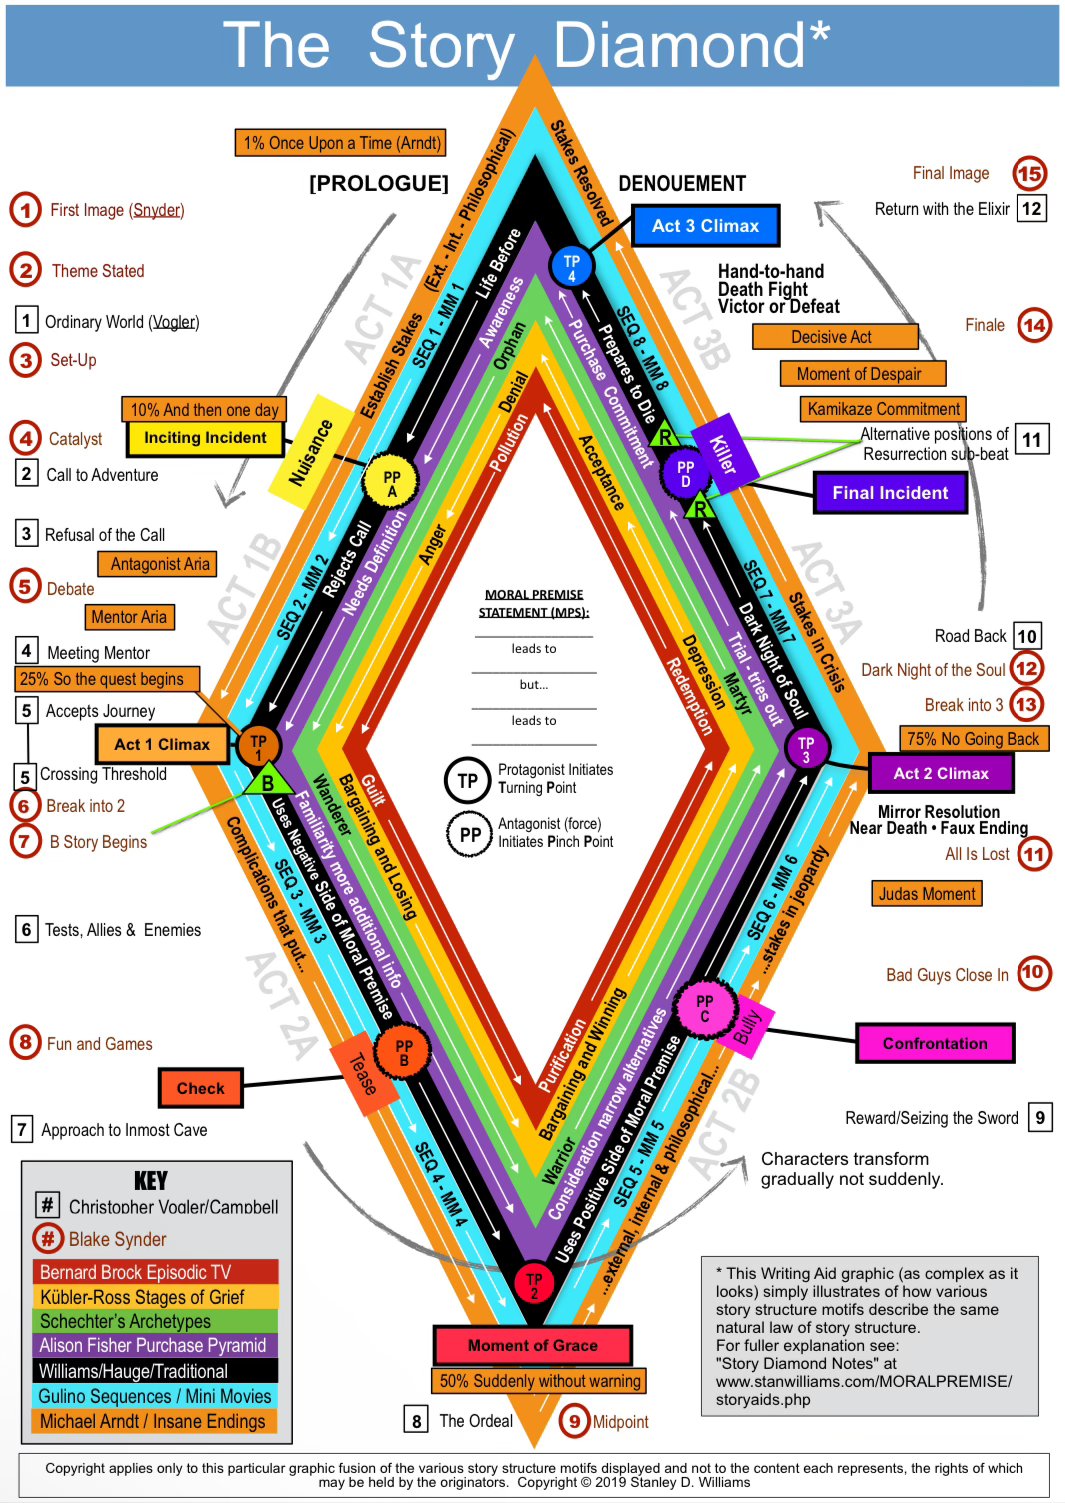 The Story Diamond*
1% Once Upon a Time (Arndt)
[PROLOGUE]
DENOUEMENT
1 First Image (Snyder)
2 Theme Stated
1 Ordinary World (Vogler)
3 Set-Up
10% And then one day
Inciting Incident
4 Catalyst
2 Call to Adventure
3 Refusal of the Call
Antagonist Aria
5 Debate
Mentor Aria
4 Meeting Mentor
25% So the quest begins
5 Accepts Journey
Act 1 Climax
5 Crossing Threshold
6 Break into 2
7 B Story Begins
6 Tests, Allies & Enemies
8 Fun and Games
Check
7 Approach to Inmost Cave
ACT 1A
ACT 1B
ACT 2A
ACT 2B
ACT 3A
ACT 3B
Establish Stakes (Ext. - Int. - Philosophical)
SEQ 1 - MM 1
Life Before
Awareness
Orphan
Denial
Pollution
Nuisance
PP
A
SEQ 2 - MM 2
Rejects Call
Needs Definition
Anger
TP
1
B
Complications that put...
SEQ 3 - MM 3
Uses Negative Side of Moral Premise
Familiarity more additional info
Wanderer
Bargaining and Losing
Guilt
PP
B
Tease
SEQ 4 - MM 4
TP
2
Moment of Grace
50% Suddenly without warning
8 The Ordeal
9 Midpoint
...external, internal & philosophical...
SEQ 5 - MM 5
Uses Positive Side of Moral Premise
Consideration narrow alternatives
Warrior
Bargaining and Winning
Purification
PP
C
Bully
SEQ 6 - MM 6
...stakes in jeopardy
TP
3
Stakes in Crisis
SEQ 7 - MM 7
Dark Night of Soul
Trial - tries out
Martyr
Depression
Redemption
R
PP
D
R
Killer
SEQ 8 - MM 8
Prepares to Die
Purchase Commitment
Acceptance
Stakes Resolved
TP
4
MORAL PREMISE
STATEMENT (MPS):
leads to
but...
leads to
TP Protagonist Initiates
Turning Point
PP Antagonist (force)
Initiates Pinch Point
Final Image 15
Return with the Elixir 12
Act 3 Climax
Hand-to-hand
Death Fight
Victor or Defeat
Finale 14
Decisive Act
Moment of Despair
Kamikaze Commitment
Alternative positions of
Resurrection sub-beat
11
Final Incident
Road Back 10
Dark Night of the Soul 12
Break into 3 13
75% No Going Back
Act 2 Climax
Mirror Resolution
Near Death • Faux Ending
All Is Lost 11
Judas Moment
Bad Guys Close In 10
Confrontation
Reward/Seizing the Sword 9
Characters transform
gradually not suddenly.
KEY
# Christopher Vogler/Campbell
# Blake Synder
Bernard Brock Episodic TV
Kübler-Ross Stages of Grief
Schechter's Archetypes
Alison Fisher Purchase Pyramid
Williams/Hauge/Traditional
Gulino Sequences / Mini Movies
Michael Arndt / Insane Endings
* This Writing Aid graphic (as complex as it
looks) simply illustrates of how various
story structure motifs describe the same
natural law of story structure.
For fuller explanation see:
"Story Diamond Notes" at
www.stanwilliams.com/MORALPREMISE/
storyaids.php
Copyright applies only to this particular graphic fusion of the various story structure motifs displayed and not to the content each represents, the rights of which
may be held by the originators. Copyright © 2019 Stanley D. Williams